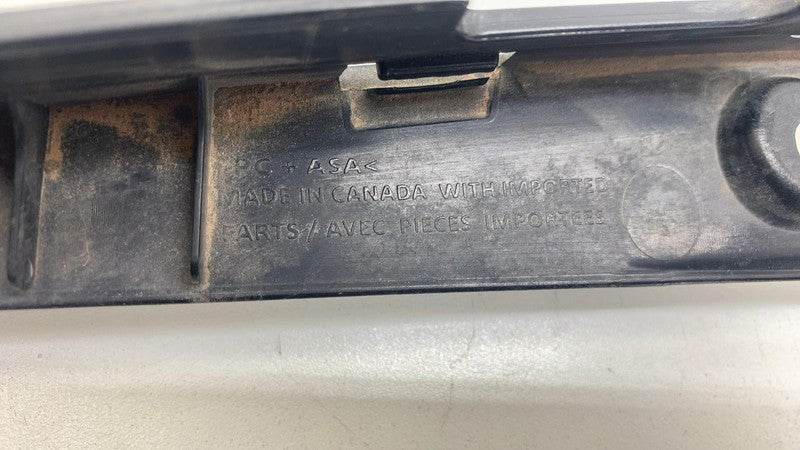 >PC + ASA<
MADE IN CANADA WITH IMPORTED
PARTS / AVEC PIECES IMPORTEES